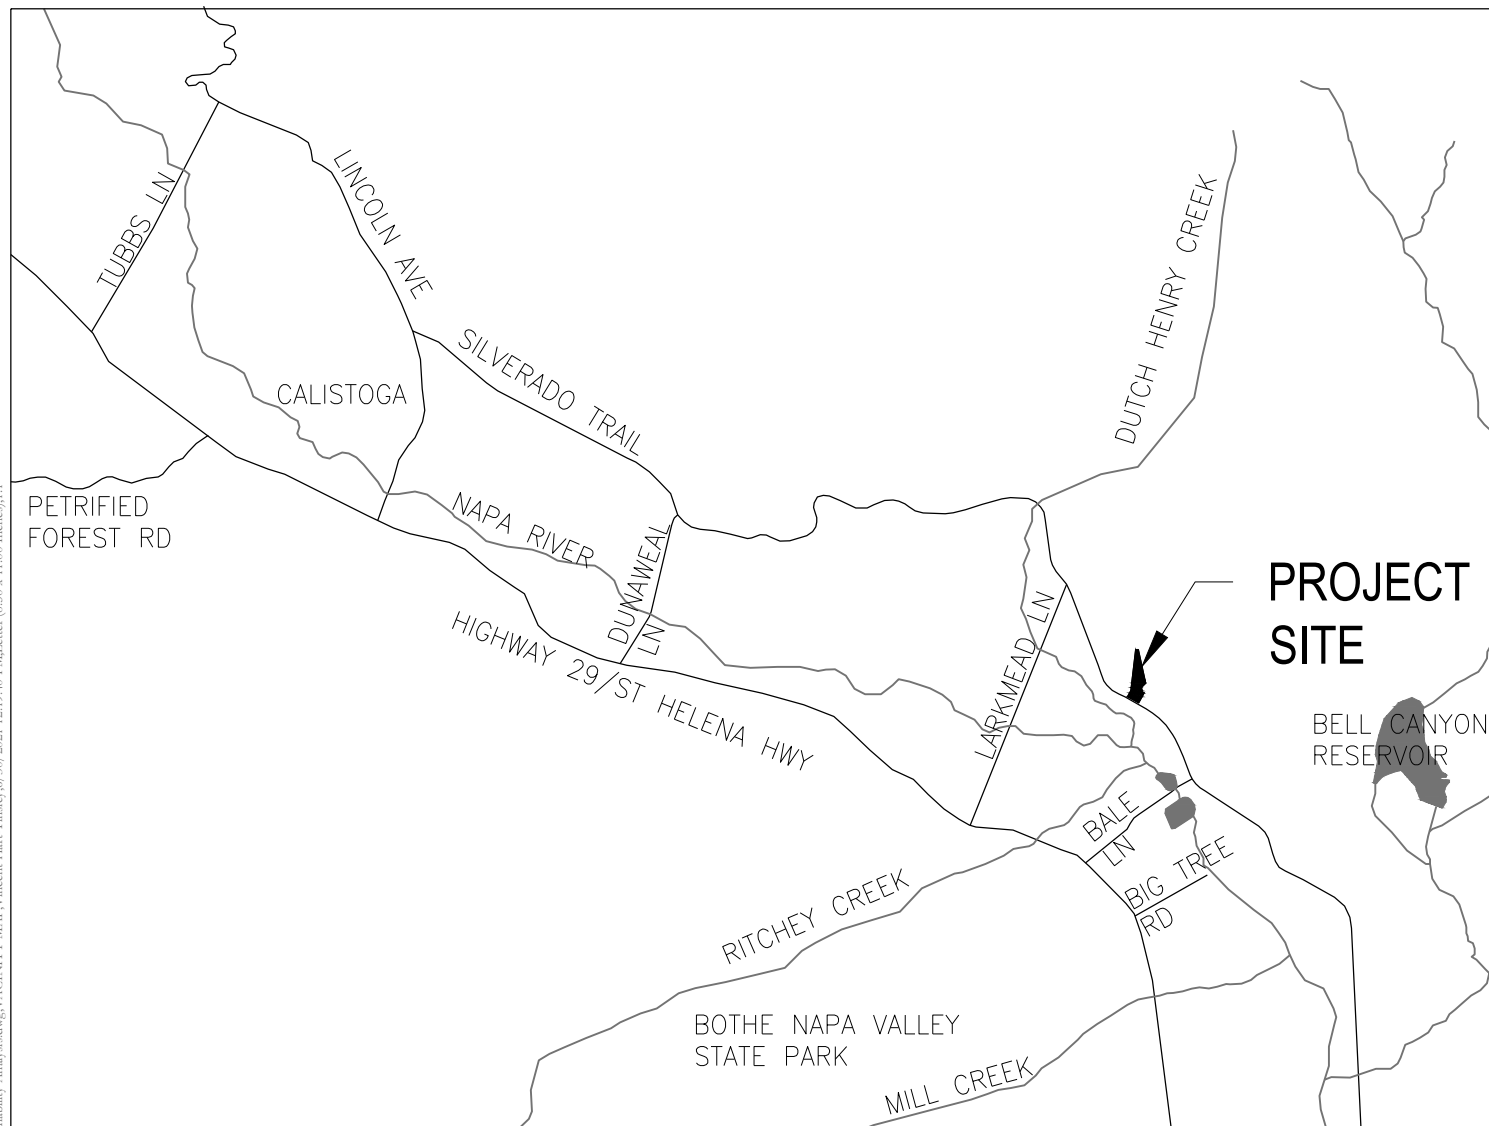 TUBBS LN
LINCOLN AVE
DUTCH HENRY CREEK
SILVERADO TRAIL
CALISTOGA
PETRIFIED
FOREST RD
NAPA RIVER
DUNAWEAL
LN
HIGHWAY 29/ST HELENA HWY
LARKMEAD LN
PROJECT
SITE
BELL CANYON
RESERVOIR
BALE
LN
BIG TREE
RD
RITCHEY CREEK
BOTHE NAPA VALLEY
STATE PARK
MILL CREEK